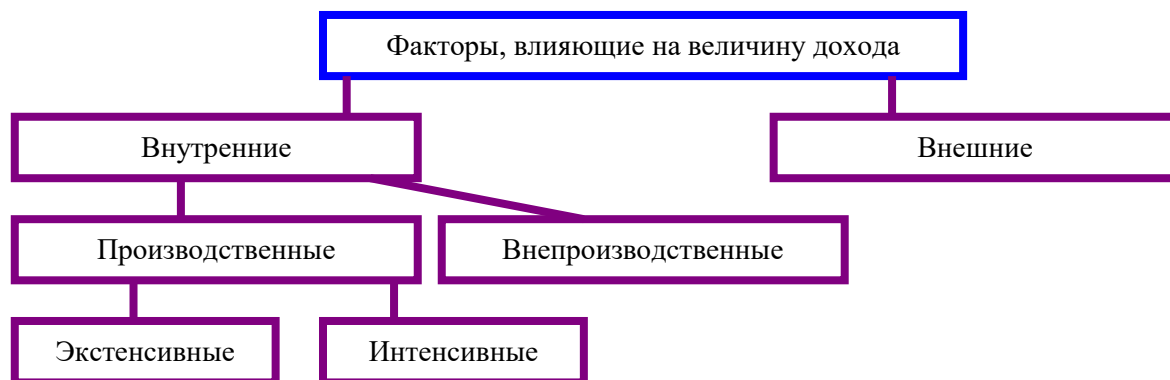 Факторы, влияющие на величину дохода
Внутренние
Внешние
Производственные
Внепроизводственные
Экстенсивные
Интенсивные